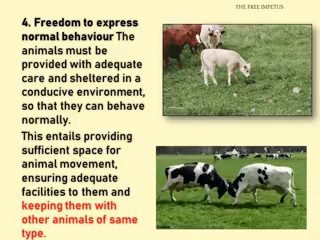 THE FREE IMPETUS
4. Freedom to express
normal behaviour The
animals must be
provided with adequate
care and sheltered in a
conducive environment,
so that they can behave
normally.
This entails providing
sufficient space for
animal movement,
ensuring adequate
facilities to them and
keeping them with
other animals of same
type.